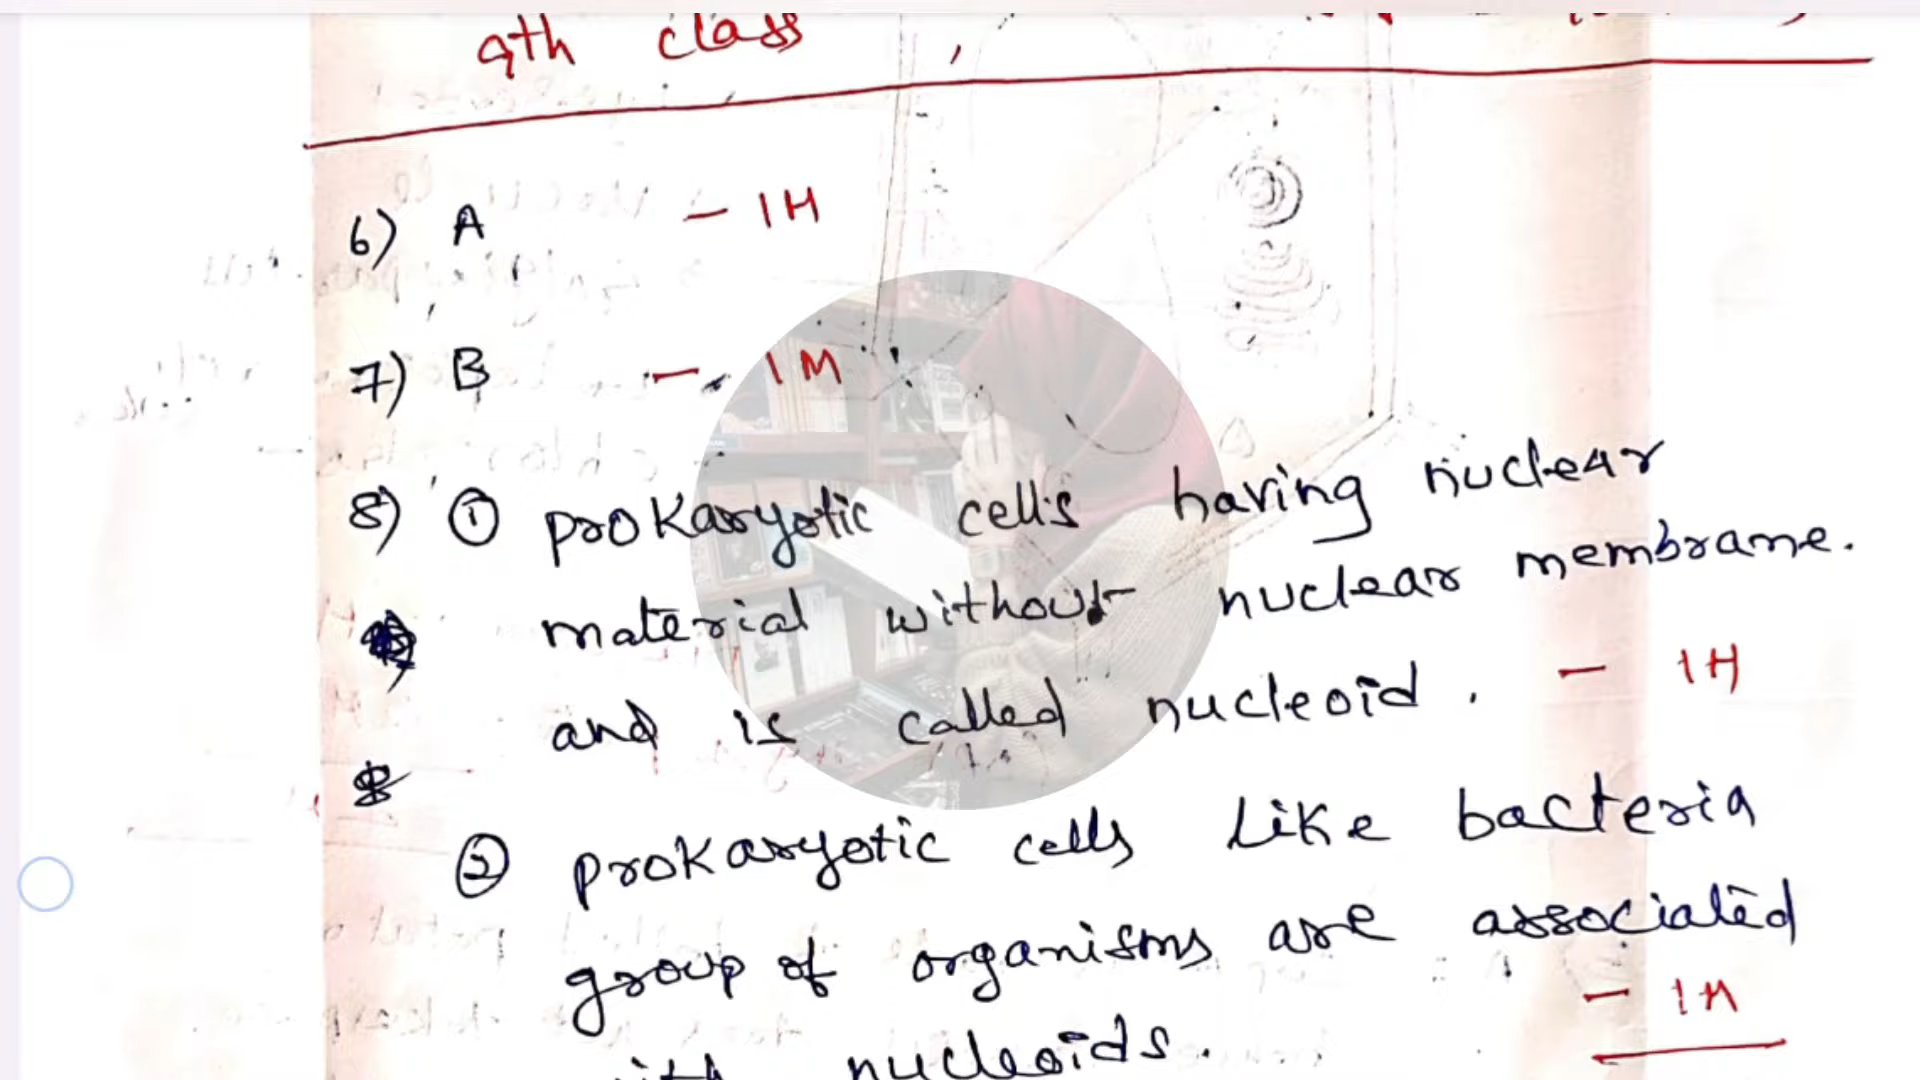 9th class ,
6) A - 1M
7) B - 1M
8) ① prokaryotic cells having nuclear
material without nuclear membrane.
and is called nucleoid. - 1M
② prokaryotic cells like bacteria
group of organisms are associated
- 1M
with nucleoids.